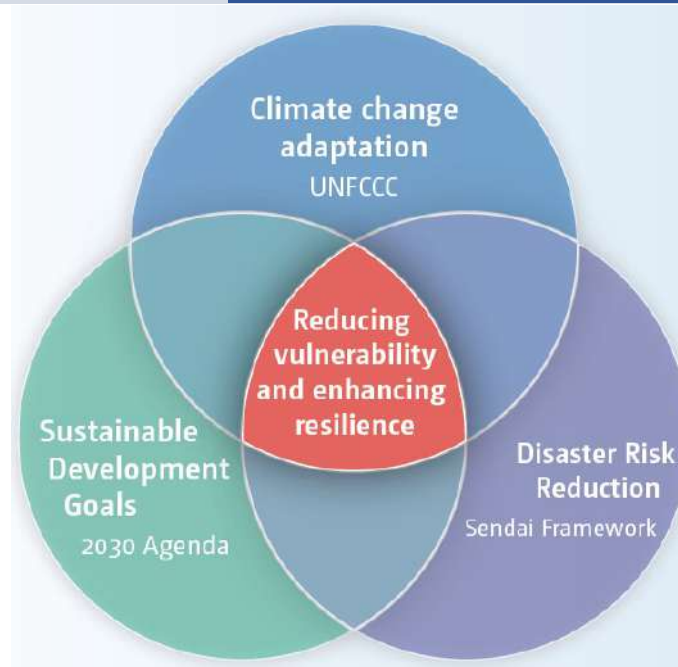 Climate change
adaptation
UNFCCC
Reducing
vulnerability
and enhancing
resilience
Sustainable
Development
Goals
2030 Agenda
Disaster Risk
Reduction
Sendai Framework